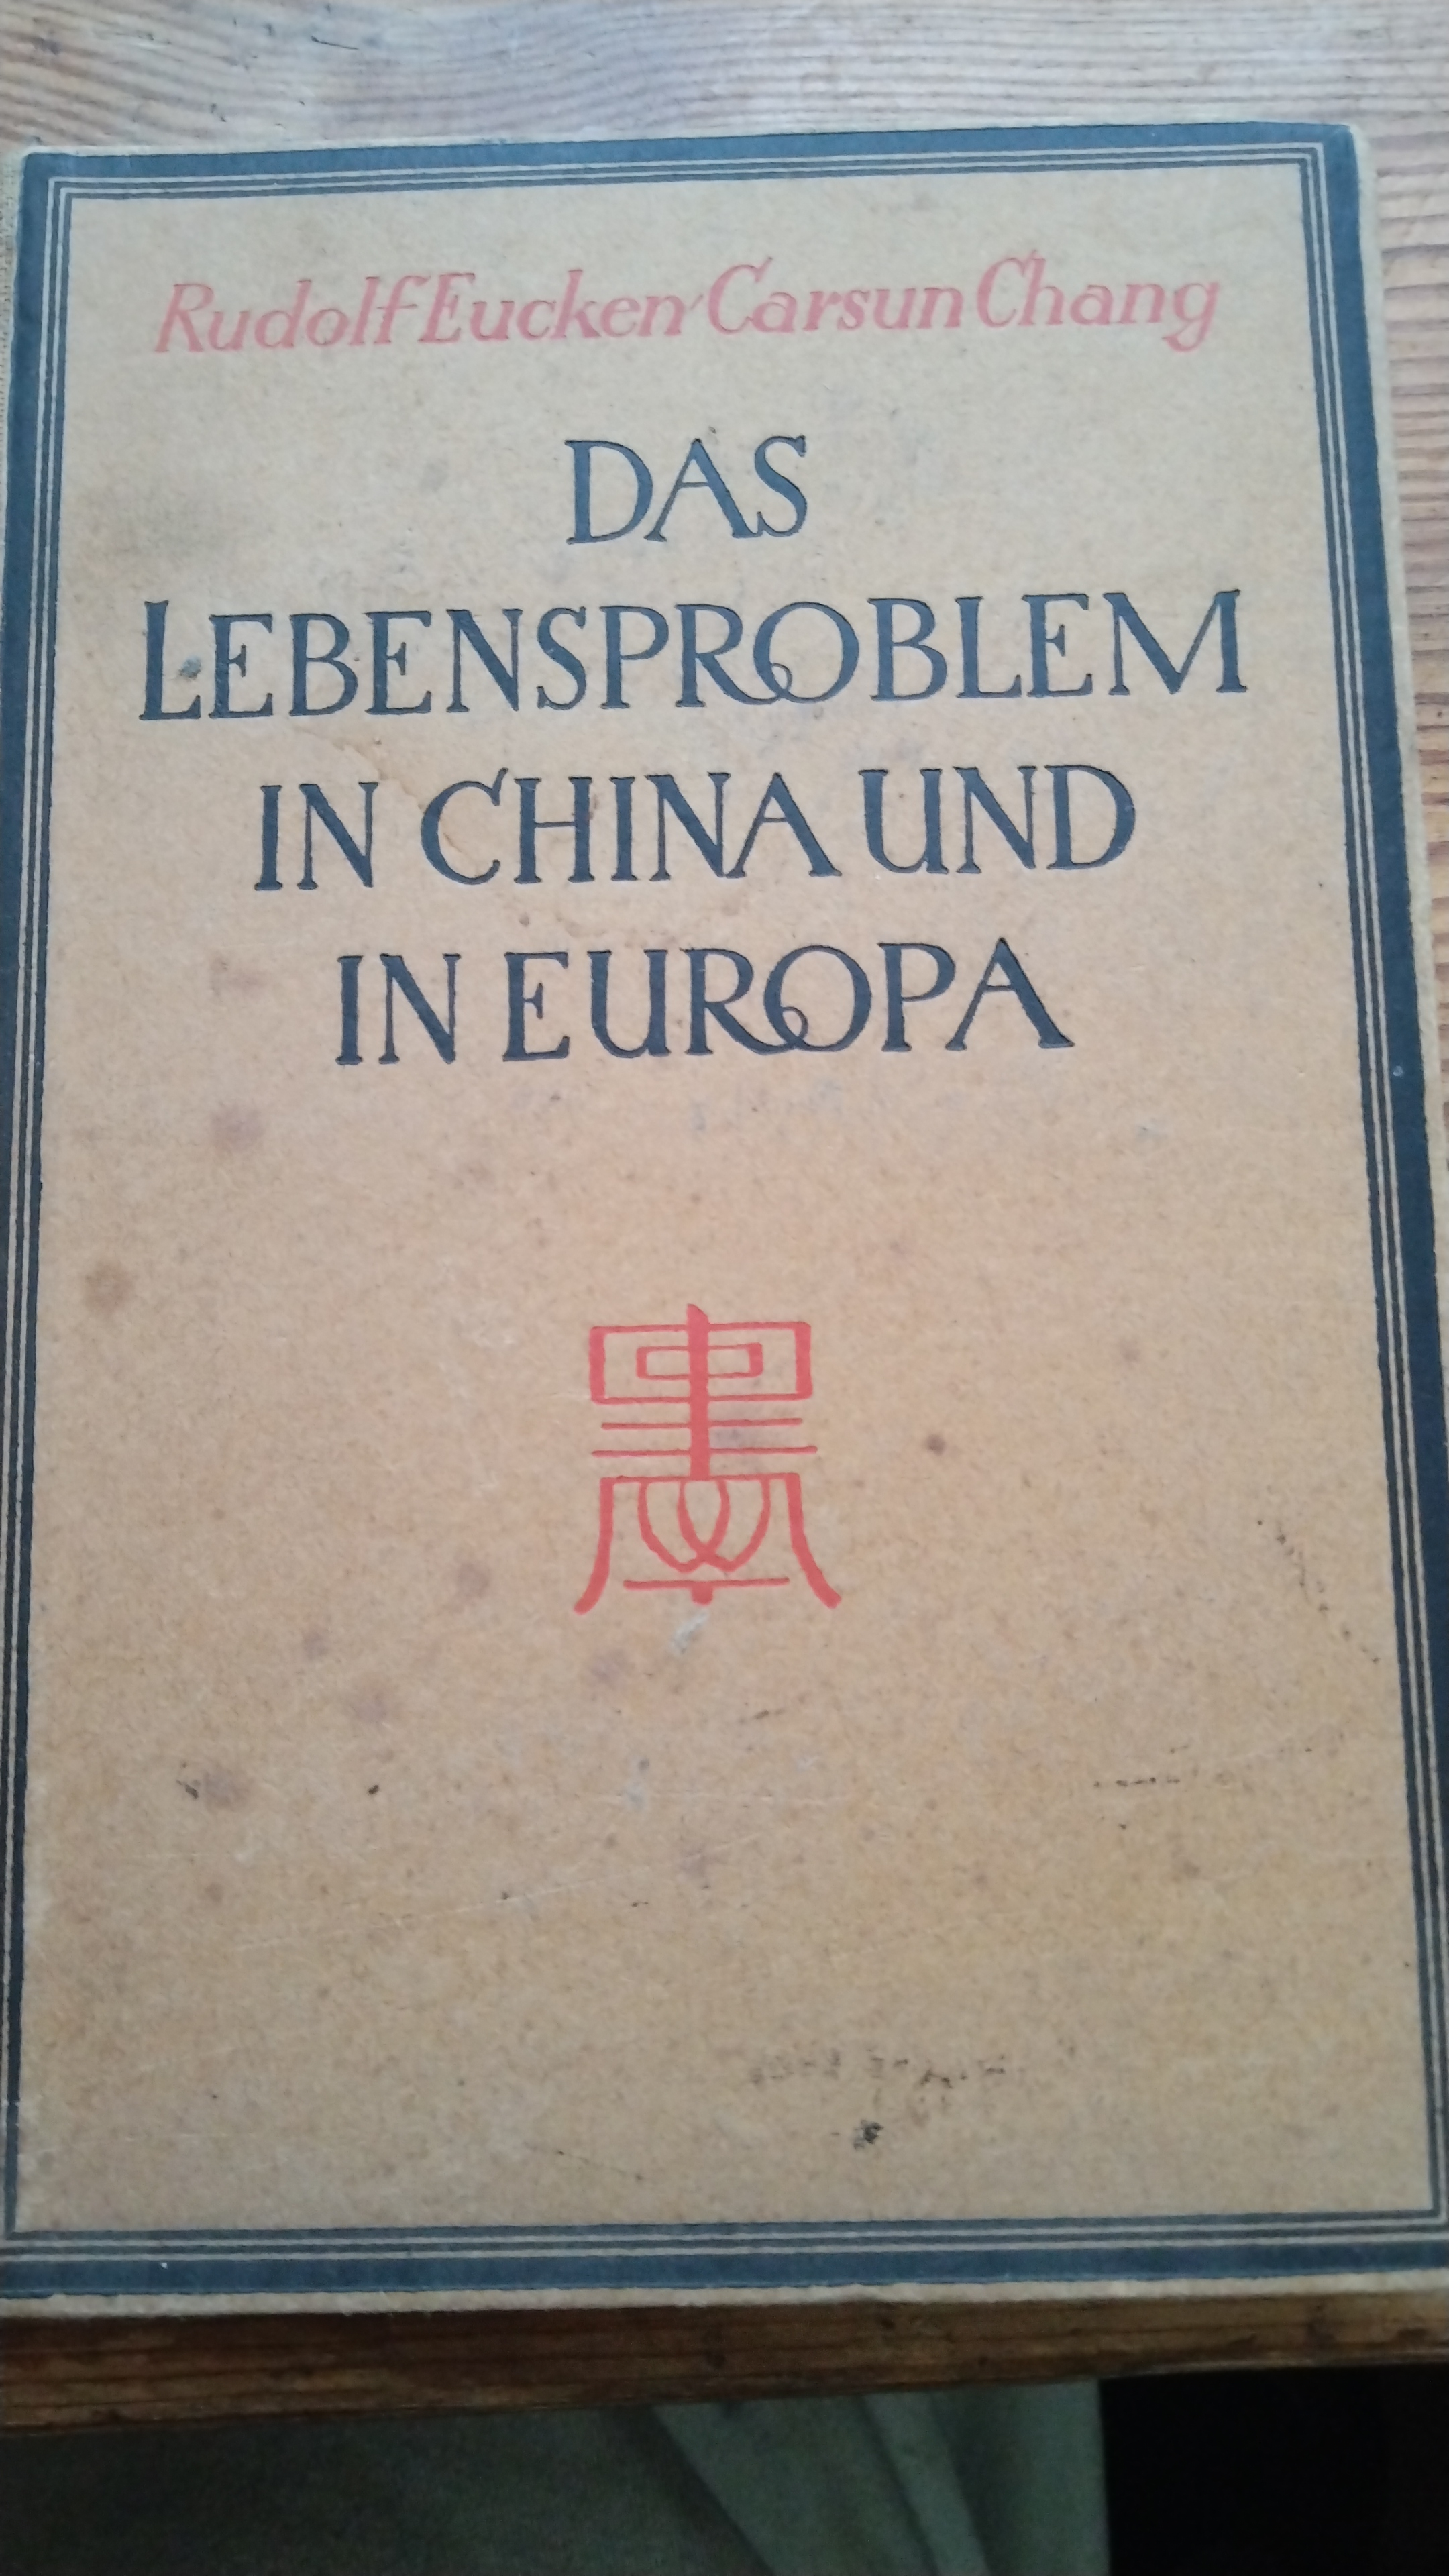 Rudolf Eucken · Carsun Chang
DAS
LEBENSPROBLEM
IN CHINA UND
IN EUROPA